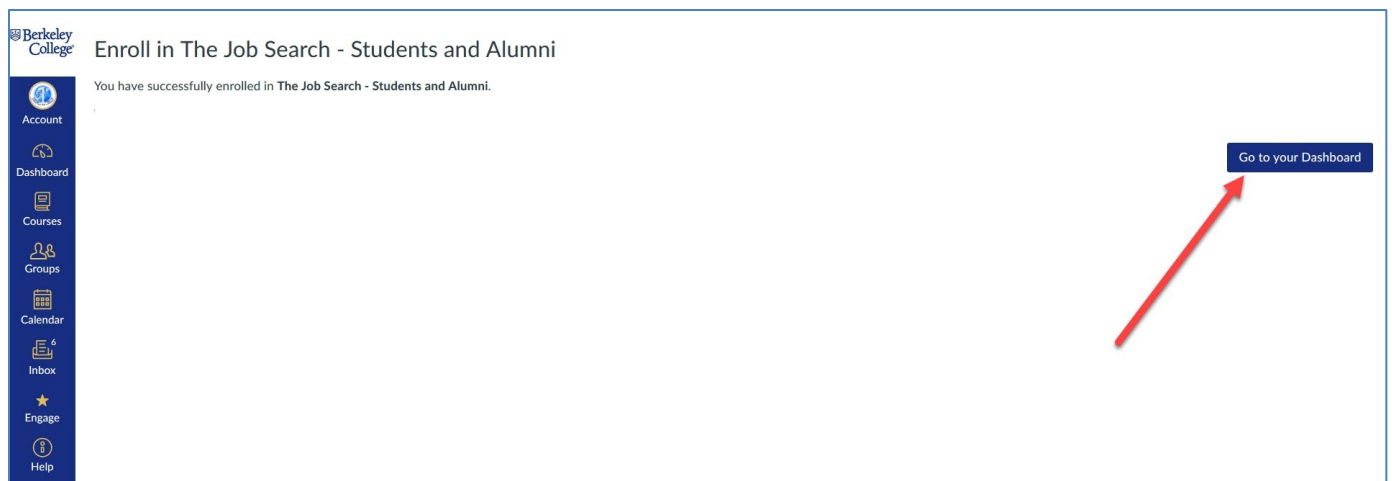 Berkeley
College
Enroll in The Job Search - Students and Alumni
You have successfully enrolled in The Job Search - Students and Alumni.
Go to your Dashboard
Account
Dashboard
Courses
Groups
Calendar
6
Inbox
Engage
Help